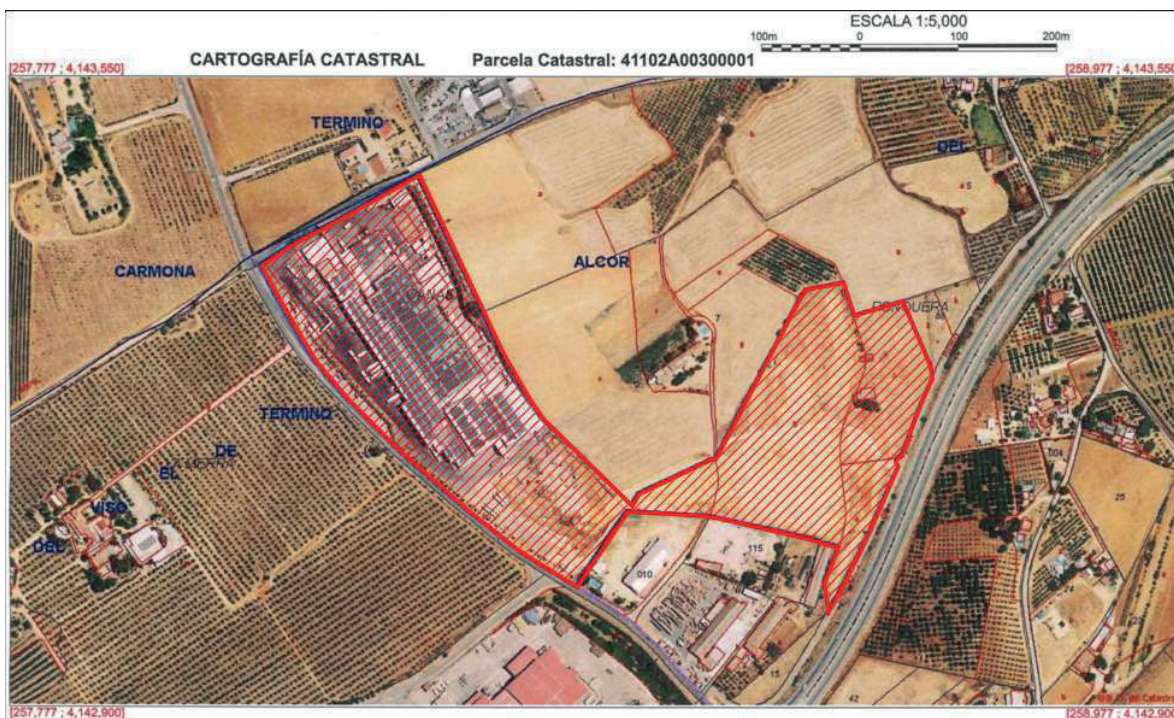 ESCALA 1:5,000
100m 0 100 200m
CARTOGRAFÍA CATASTRAL Parcela Catastral: 41102A00300001
[257,777 ; 4,143,550] [258,977 ; 4,143,550]
TERMINO
DEL
5
CARMONA
ALCOR
7
TERMINO
DE
EL
VISO
DEL
004
25
010
115
15
42
[257,777 ; 4,142,900] [258,977 ; 4,142,900]